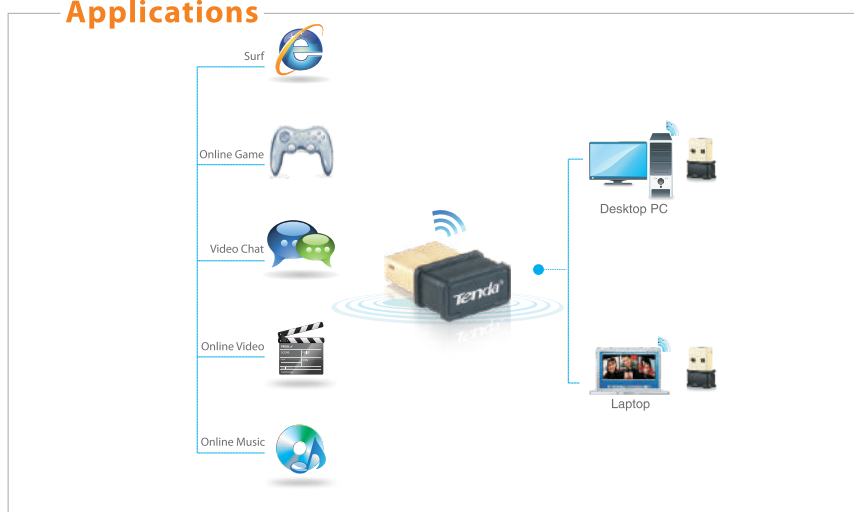 Applications
Surf
Online Game
Video Chat
Online Video
Online Music
Tenda
Desktop PC
Laptop